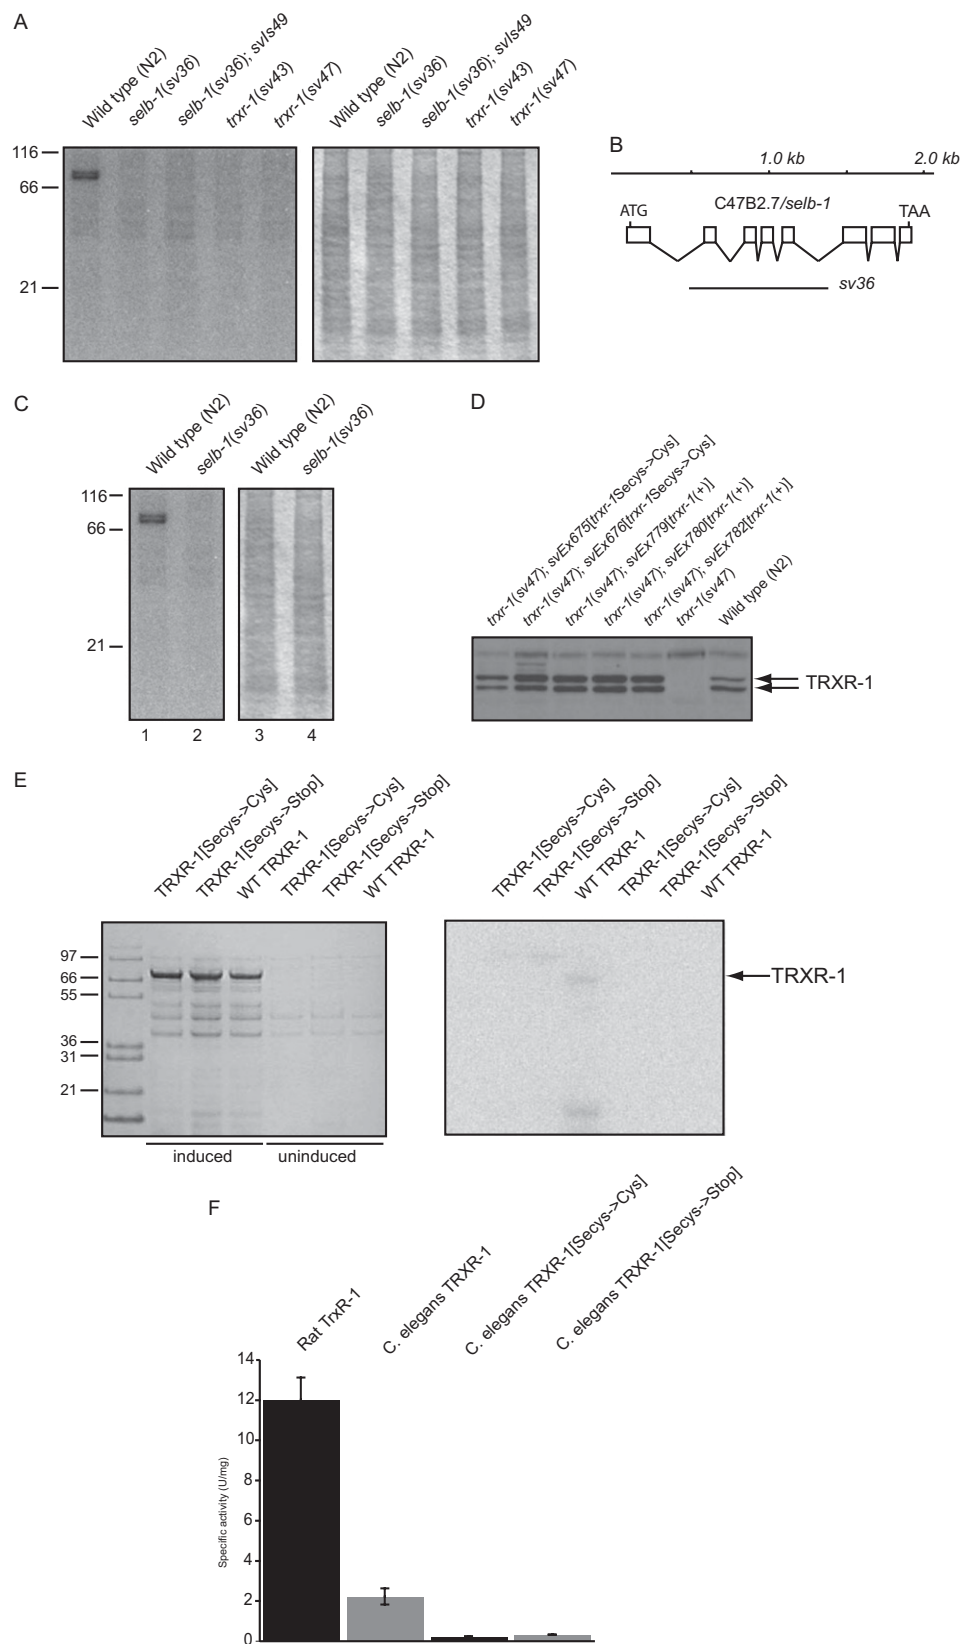 A
Wild type (N2)
selb-1(sv36)
selb-1(sv36); svIs49
trxr-1(sv43)
trxr-1(sv47)
Wild type (N2)
selb-1(sv36)
selb-1(sv36); svIs49
trxr-1(sv43)
trxr-1(sv47)
116
66
21
B
1.0 kb
2.0 kb
C47B2.7/selb-1
ATG
TAA
sv36
C
Wild type (N2)
selb-1(sv36)
Wild type (N2)
selb-1(sv36)
116
66
21
1
2
3
4
D
trxr-1(sv47); svEx675[trxr-1Secys->Cys]
trxr-1(sv47); svEx676[trxr-1Secys->Cys]
trxr-1(sv47); svEx779[trxr-1(+)]
trxr-1(sv47); svEx780[trxr-1(+)]
trxr-1(sv47); svEx782[trxr-1(+)]
trxr-1(sv47)
Wild type (N2)
TRXR-1
E
TRXR-1[Secys->Cys]
TRXR-1[Secys->Stop]
WT TRXR-1
TRXR-1[Secys->Cys]
TRXR-1[Secys->Stop]
WT TRXR-1
TRXR-1[Secys->Cys]
TRXR-1[Secys->Stop]
WT TRXR-1
TRXR-1[Secys->Cys]
TRXR-1[Secys->Stop]
WT TRXR-1
97
66
55
36
31
21
induced
uninduced
TRXR-1
F
Rat TrxR-1
C. elegans TRXR-1
C. elegans TRXR-1[Secys->Cys]
C. elegans TRXR-1[Secys->Stop]
Specific activity (U/mg)
14
12
10
8
6
4
2
0